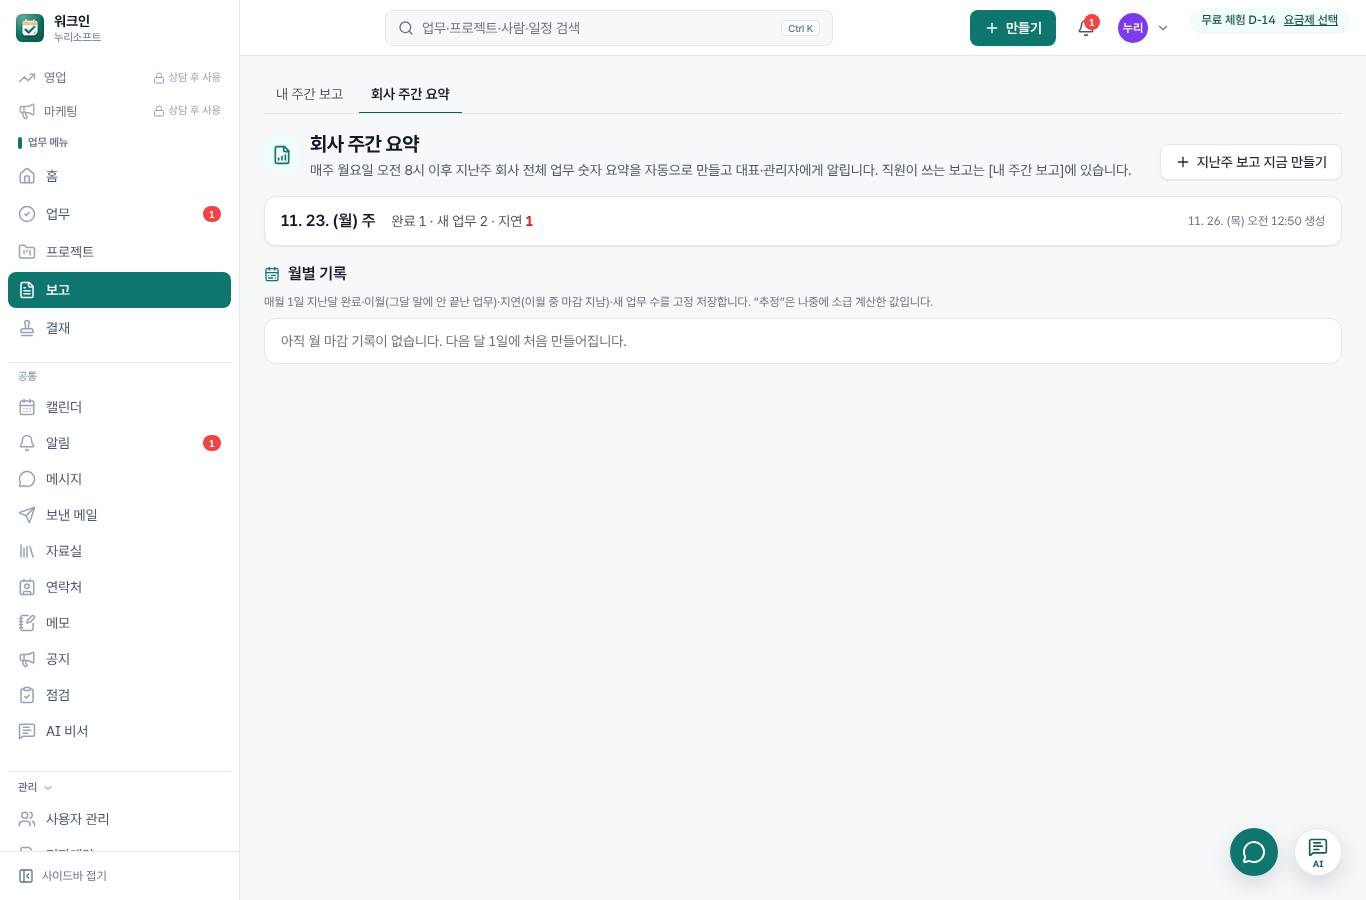 워크인
누리소프트
영업 상담 후 사용
마케팅 상담 후 사용
업무 메뉴
홈
업무 1
프로젝트
보고
결재
공통
캘린더
알림 1
메시지
보낸 메일
자료실
연락처
메모
공지
점검
AI 비서
관리
사용자 관리
사이드바 접기
업무·프로젝트·사람·일정 검색 Ctrl K
만들기
1
누리
무료 체험 D-14 요금제 선택
내 주간 보고 회사 주간 요약
회사 주간 요약
매주 월요일 오전 8시 이후 지난주 회사 전체 업무 숫자 요약을 자동으로 만들고 대표·관리자에게 알립니다. 직원이 쓰는 보고는 [내 주간 보고]에 있습니다.
지난주 보고 지금 만들기
11. 23. (월) 주 완료 1 · 새 업무 2 · 지연 1 11. 26. (목) 오전 12:50 생성
월별 기록
매월 1일 지난달 완료·이월(그달 말에 안 끝난 업무)·지연(이월 중 마감 지남)·새 업무 수를 고정 저장합니다. “추정”은 나중에 소급 계산한 값입니다.
아직 월 마감 기록이 없습니다. 다음 달 1일에 처음 만들어집니다.
AI